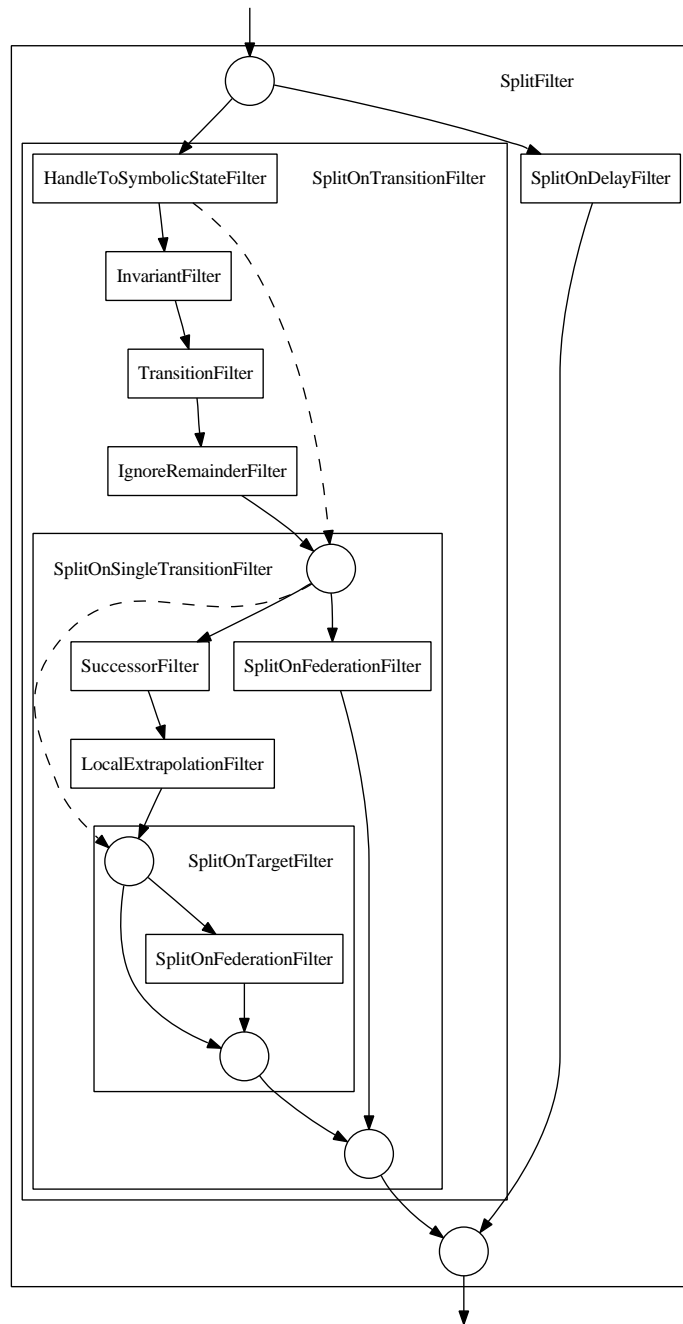 SplitFilter
HandleToSymbolicStateFilter
SplitOnTransitionFilter
SplitOnDelayFilter
InvariantFilter
TransitionFilter
IgnoreRemainderFilter
SplitOnSingleTransitionFilter
SuccessorFilter
SplitOnFederationFilter
LocalExtrapolationFilter
SplitOnTargetFilter
SplitOnFederationFilter